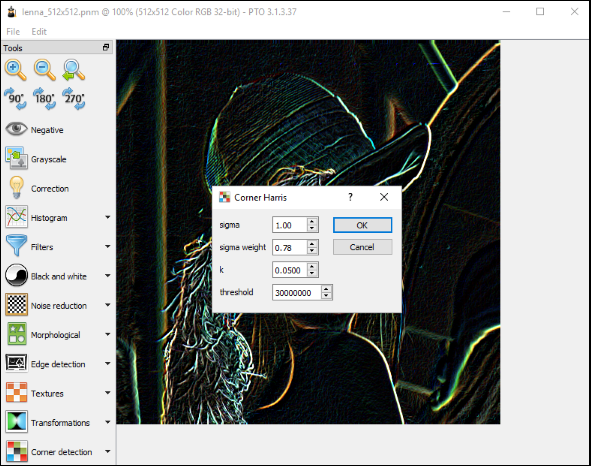 lenna_512x512.pnm @ 100% (512x512 Color RGB 32-bit) - PTO 3.1.3.37
File Edit
Tools
90° 180° 270°
Negative
Grayscale
Correction
Histogram
Filters
Black and white
Noise reduction
Morphological
Edge detection
Textures
Transformations
Corner detection
Corner Harris ?
sigma 1.00 OK
sigma weight 0.78 Cancel
k 0.0500
threshold 30000000